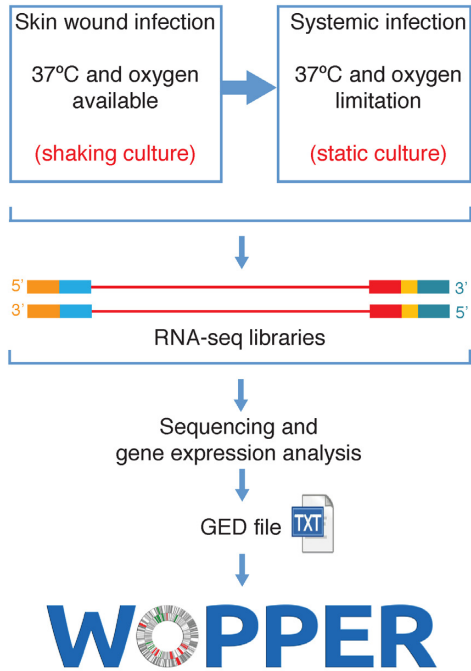 Skin wound infection
37ºC and oxygen
available
(shaking culture)
Systemic infection
37ºC and oxygen
limitation
(static culture)
5’
3’
3’
5’
RNA-seq libraries
Sequencing and
gene expression analysis
GED file
TXT
WOPPER